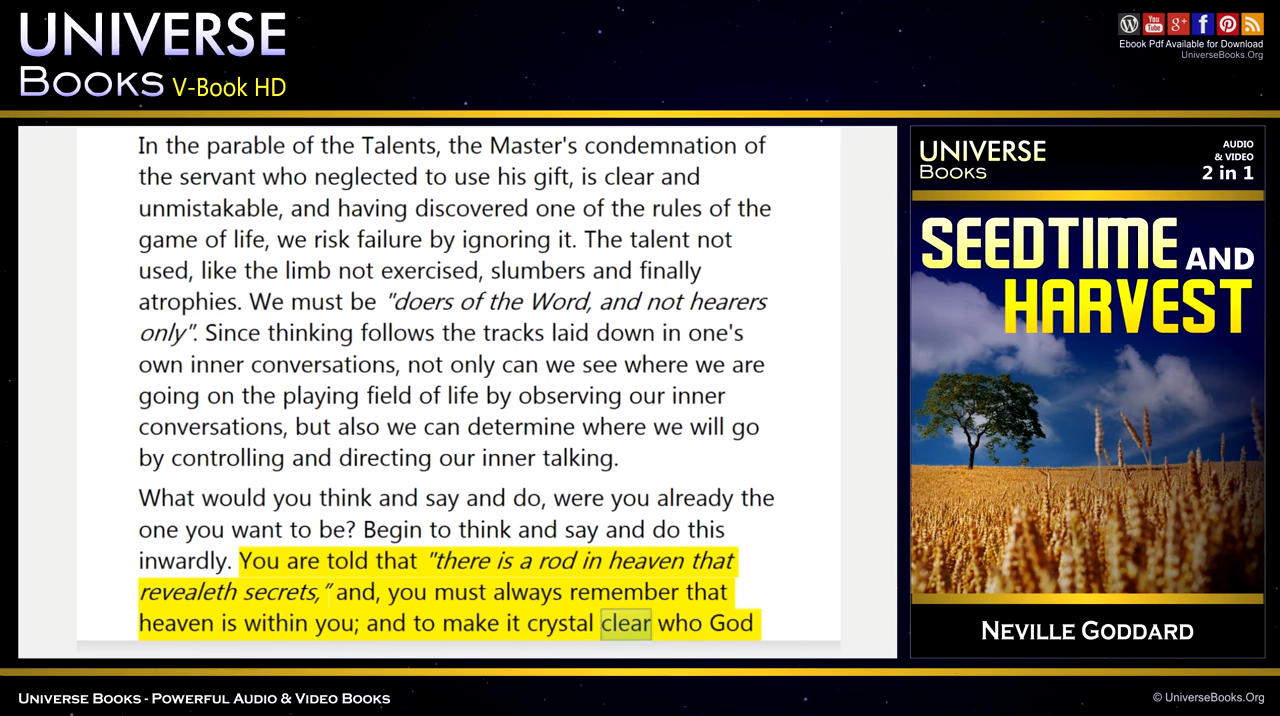 UNIVERSE
BOOKS V-Book HD
Ebook Pdf Available for Download
UniverseBooks.Org
In the parable of the Talents, the Master's condemnation of
the servant who neglected to use his gift, is clear and
unmistakable, and having discovered one of the rules of the
game of life, we risk failure by ignoring it. The talent not
used, like the limb not exercised, slumbers and finally
atrophies. We must be "doers of the Word, and not hearers
only". Since thinking follows the tracks laid down in one's
own inner conversations, not only can we see where we are
going on the playing field of life by observing our inner
conversations, but also we can determine where we will go
by controlling and directing our inner talking.
What would you think and say and do, were you already the
one you want to be? Begin to think and say and do this
inwardly. You are told that "there is a rod in heaven that
revealeth secrets,” and, you must always remember that
heaven is within you; and to make it crystal clear who God
UNIVERSE
BOOKS
AUDIO
& VIDEO
2 in 1
SEEDTIME AND
HARVEST
NEVILLE GODDARD
UNIVERSE BOOKS - POWERFUL AUDIO & VIDEO BOOKS
© UniverseBooks.Org